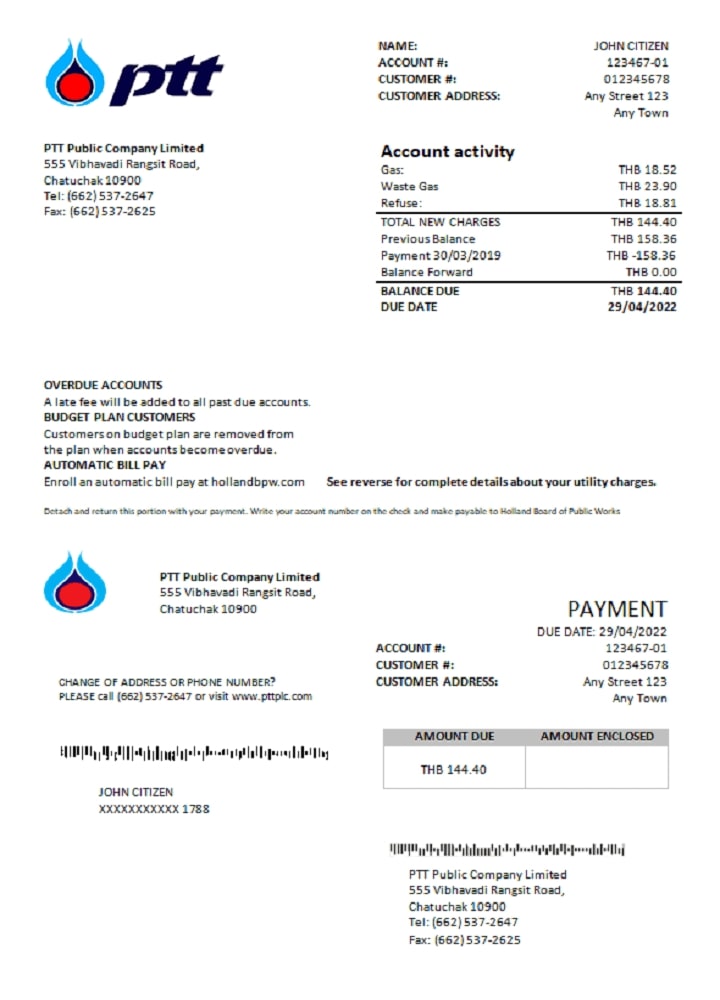 ptt
NAME: JOHN CITIZEN
ACCOUNT #: 123467-01
CUSTOMER #: 012345678
CUSTOMER ADDRESS: Any Street 123
Any Town
PTT Public Company Limited
555 Vibhavadi Rangsit Road,
Chatuchak 10900
Tel: (662) 537-2647
Fax: (662) 537-2625
Account activity
Gas: THB 18.52
Waste Gas THB 23.90
Refuse: THB 18.81
TOTAL NEW CHARGES THB 144.40
Previous Balance THB 158.36
Payment 30/03/2019 THB -158.36
Balance Forward THB 0.00
BALANCE DUE THB 144.40
DUE DATE 29/04/2022
OVERDUE ACCOUNTS
A late fee will be added to all past due accounts.
BUDGET PLAN CUSTOMERS
Customers on budget plan are removed from
the plan when accounts become overdue.
AUTOMATIC BILL PAY
Enroll an automatic bill pay at hollandbpw.com See reverse for complete details about your utility charges.
Detach and return this portion with your payment. Write your account number on the check and make payable to Holland Board of Public Works
PTT Public Company Limited
555 Vibhavadi Rangsit Road,
Chatuchak 10900
PAYMENT
DUE DATE: 29/04/2022
ACCOUNT #: 123467-01
CUSTOMER #: 012345678
CUSTOMER ADDRESS: Any Street 123
Any Town
CHANGE OF ADDRESS OR PHONE NUMBER?
PLEASE call (662) 537-2647 or visit www.pttplc.com
AMOUNT DUE AMOUNT ENCLOSED
THB 144.40
JOHN CITIZEN
XXXXXXXXXXX 1788
PTT Public Company Limited
555 Vibhavadi Rangsit Road,
Chatuchak 10900
Tel: (662) 537-2647
Fax: (662) 537-2625